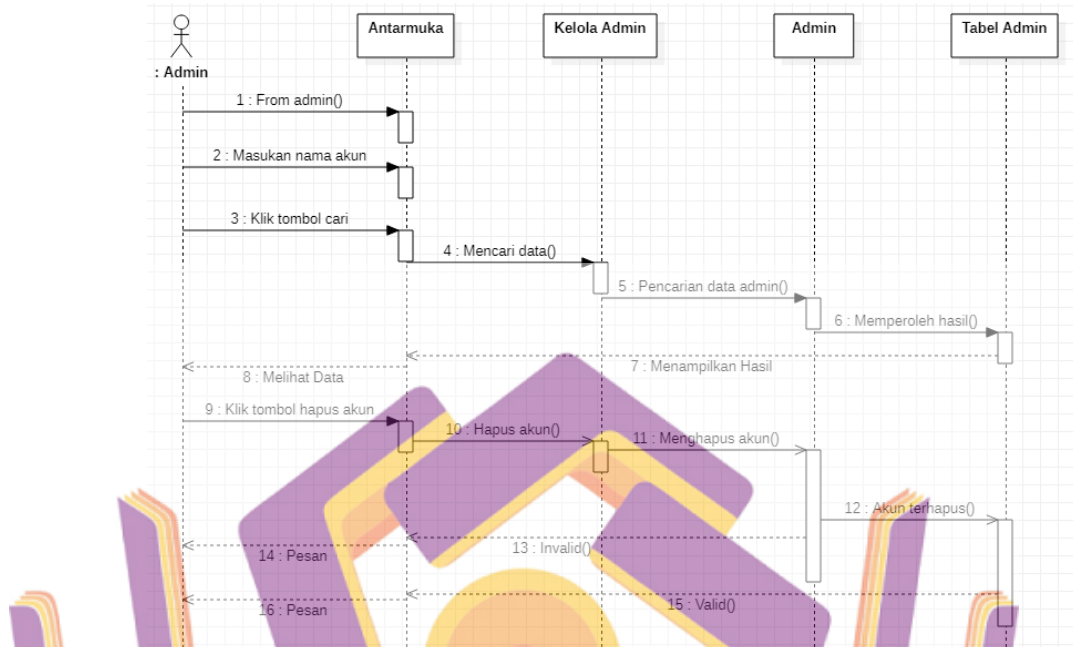 Antarmuka
Kelola Admin
Admin
Tabel Admin
: Admin
1 : From admin()
2 : Masukan nama akun
3 : Klik tombol cari
4 : Mencari data()
5 : Pencarian data admin()
6 : Memperoleh hasil()
7 : Menampilkan Hasil
8 : Melihat Data
9 : Klik tombol hapus akun
10 : Hapus akun()
11 : Menghapus akun()
12 : Akun terhapus()
13 : Invalid()
14 : Pesan
15 : Valid()
16 : Pesan